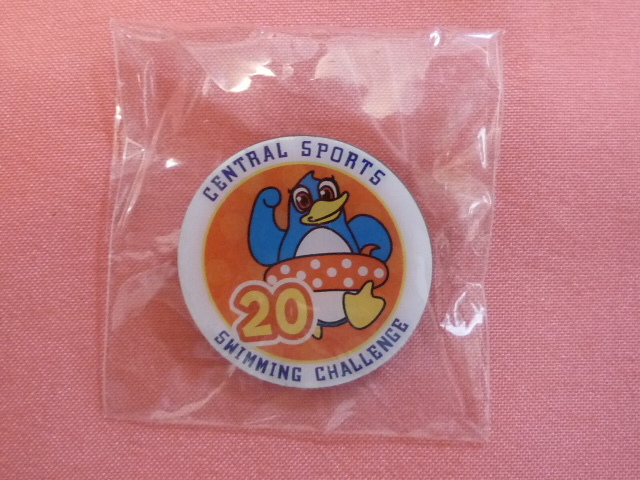 CENTRAL SPORTS
20
SWIMMING CHALLENGE